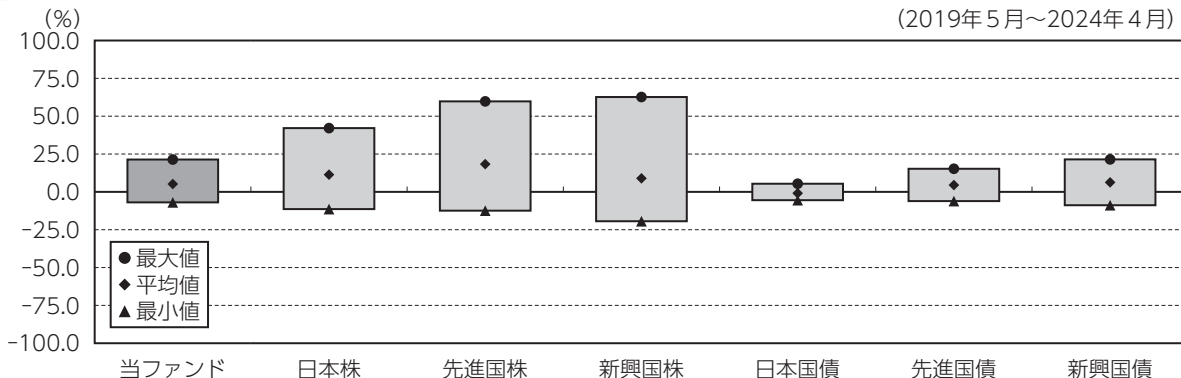 (%)
(2019年5月～2024年4月)
100.0
75.0
50.0
25.0
0.0
-25.0
-50.0
-75.0
-100.0
●最大値
◆平均値
▲最小値
当ファンド 日本株 先進国株 新興国株 日本国債 先進国債 新興国債